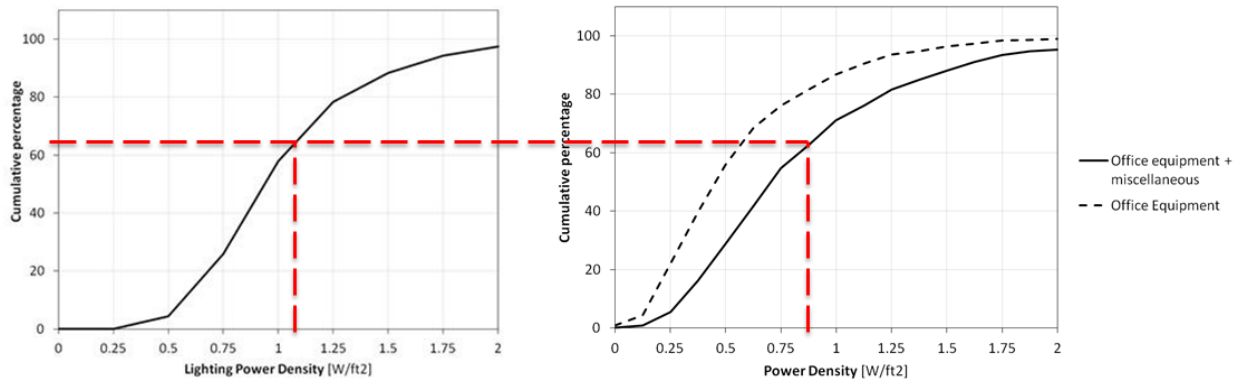 100
80
60
40
20
0
Cumulative percentage
0 0.25 0.5 0.75 1 1.25 1.5 1.75 2
Lighting Power Density [W/ft2]
100
80
60
40
20
0
Cumulative percentage
0 0.25 0.5 0.75 1 1.25 1.5 1.75 2
Power Density [W/ft2]
Office equipment +
miscellaneous
Office Equipment